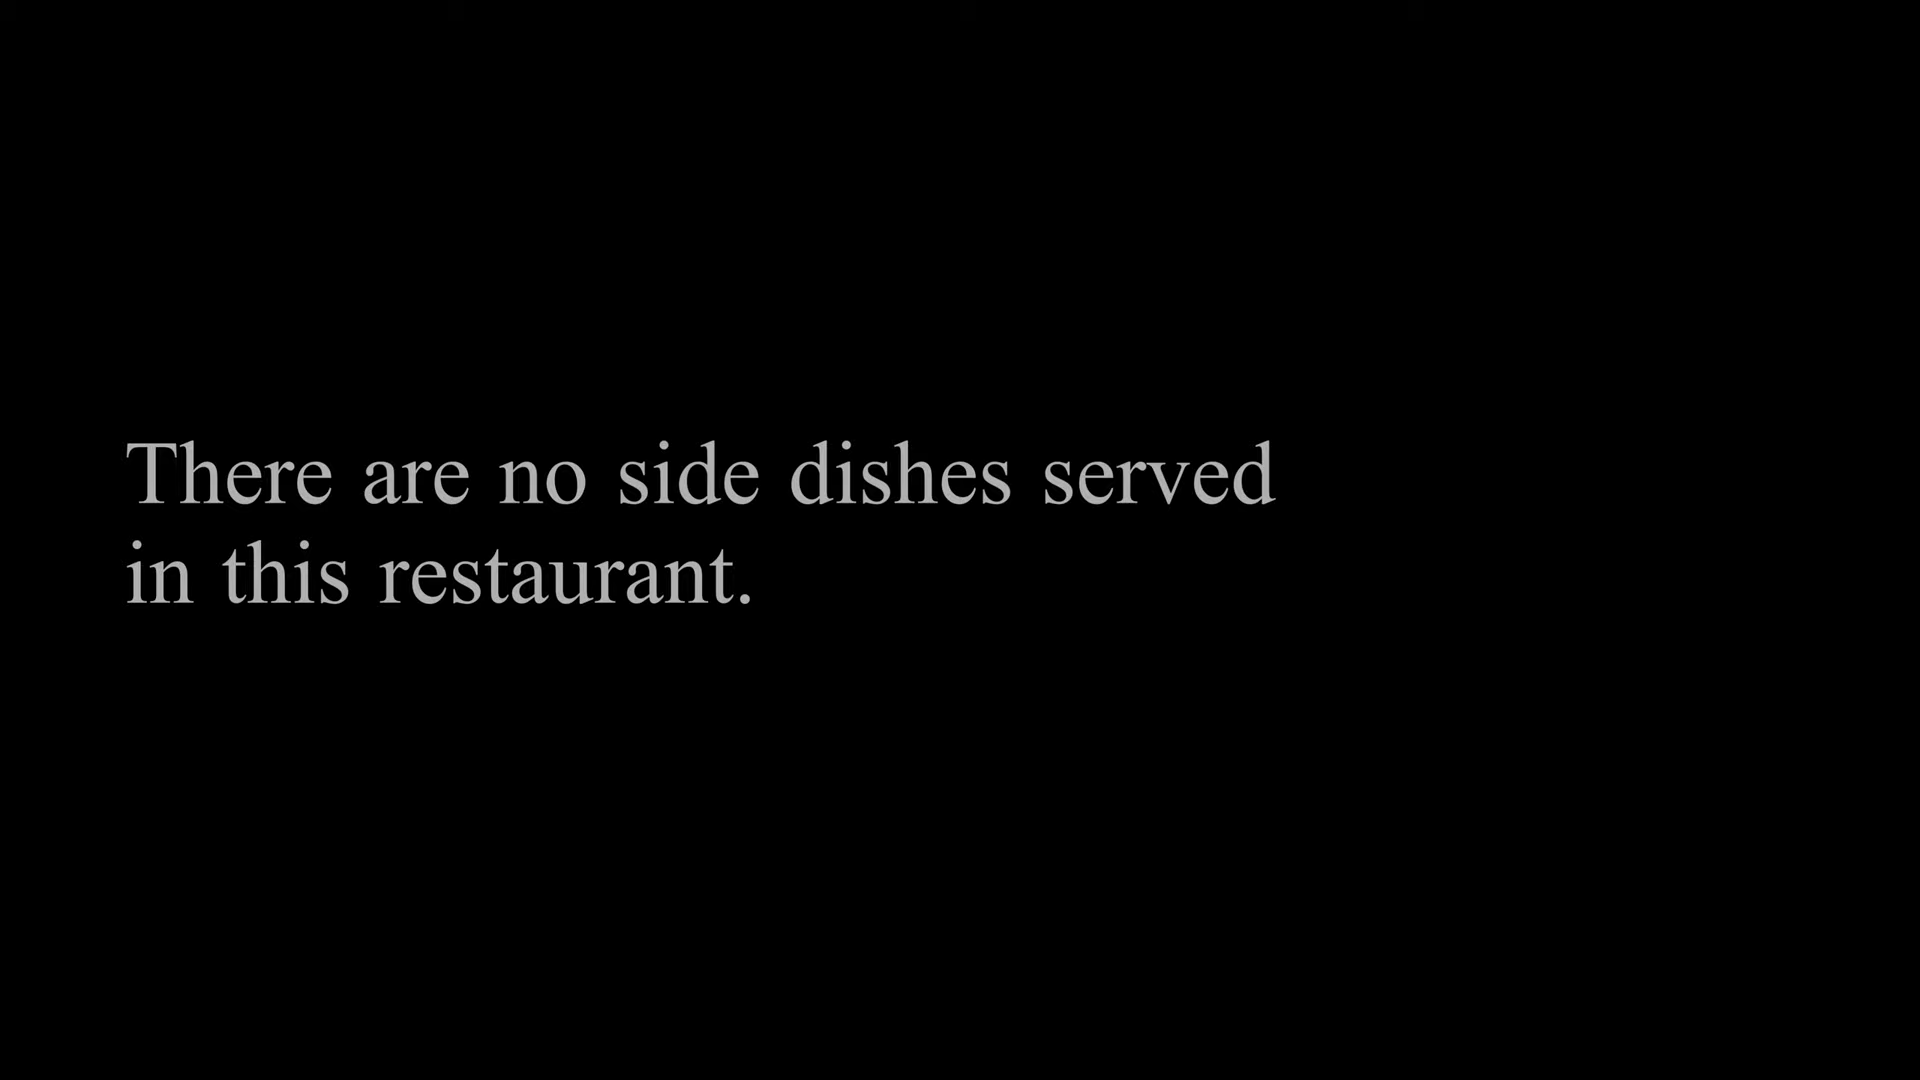 There are no side dishes served
in this restaurant.